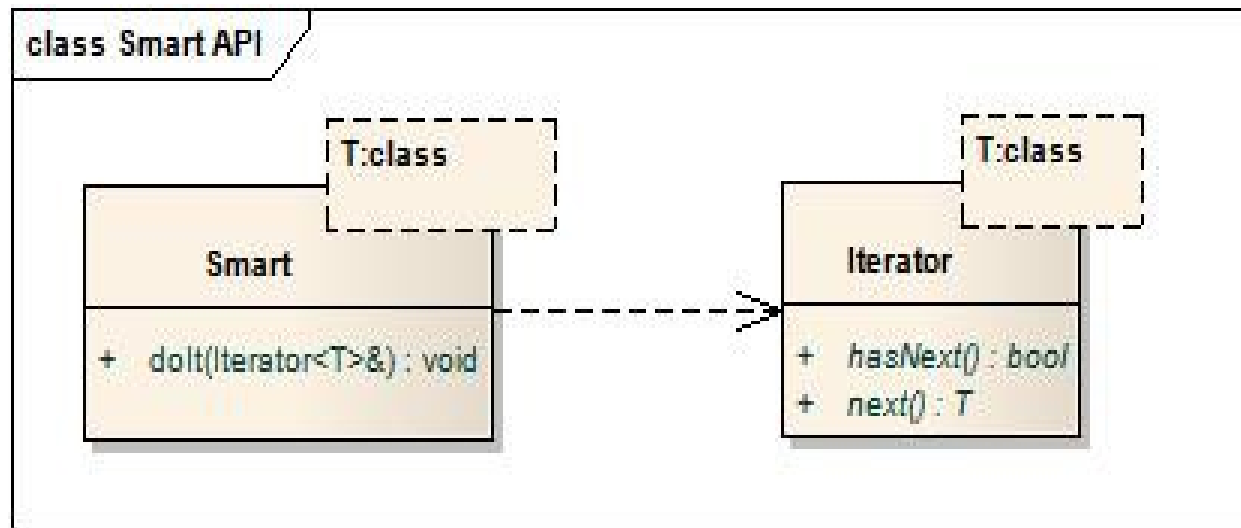 class Smart API
T:class
Smart
+ doIt(Iterator<T>&) : void
T:class
Iterator
+ hasNext() : bool
+ next() : T